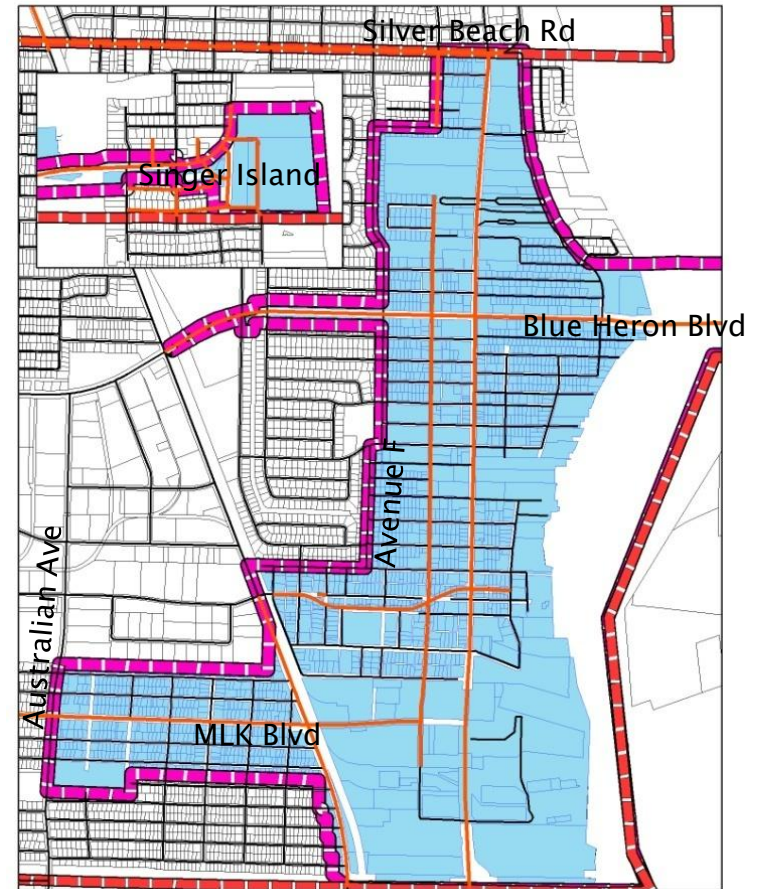 Silver Beach Rd
Singer Island
Blue Heron Blvd
Avenue F
Australian Ave
MLK Blvd